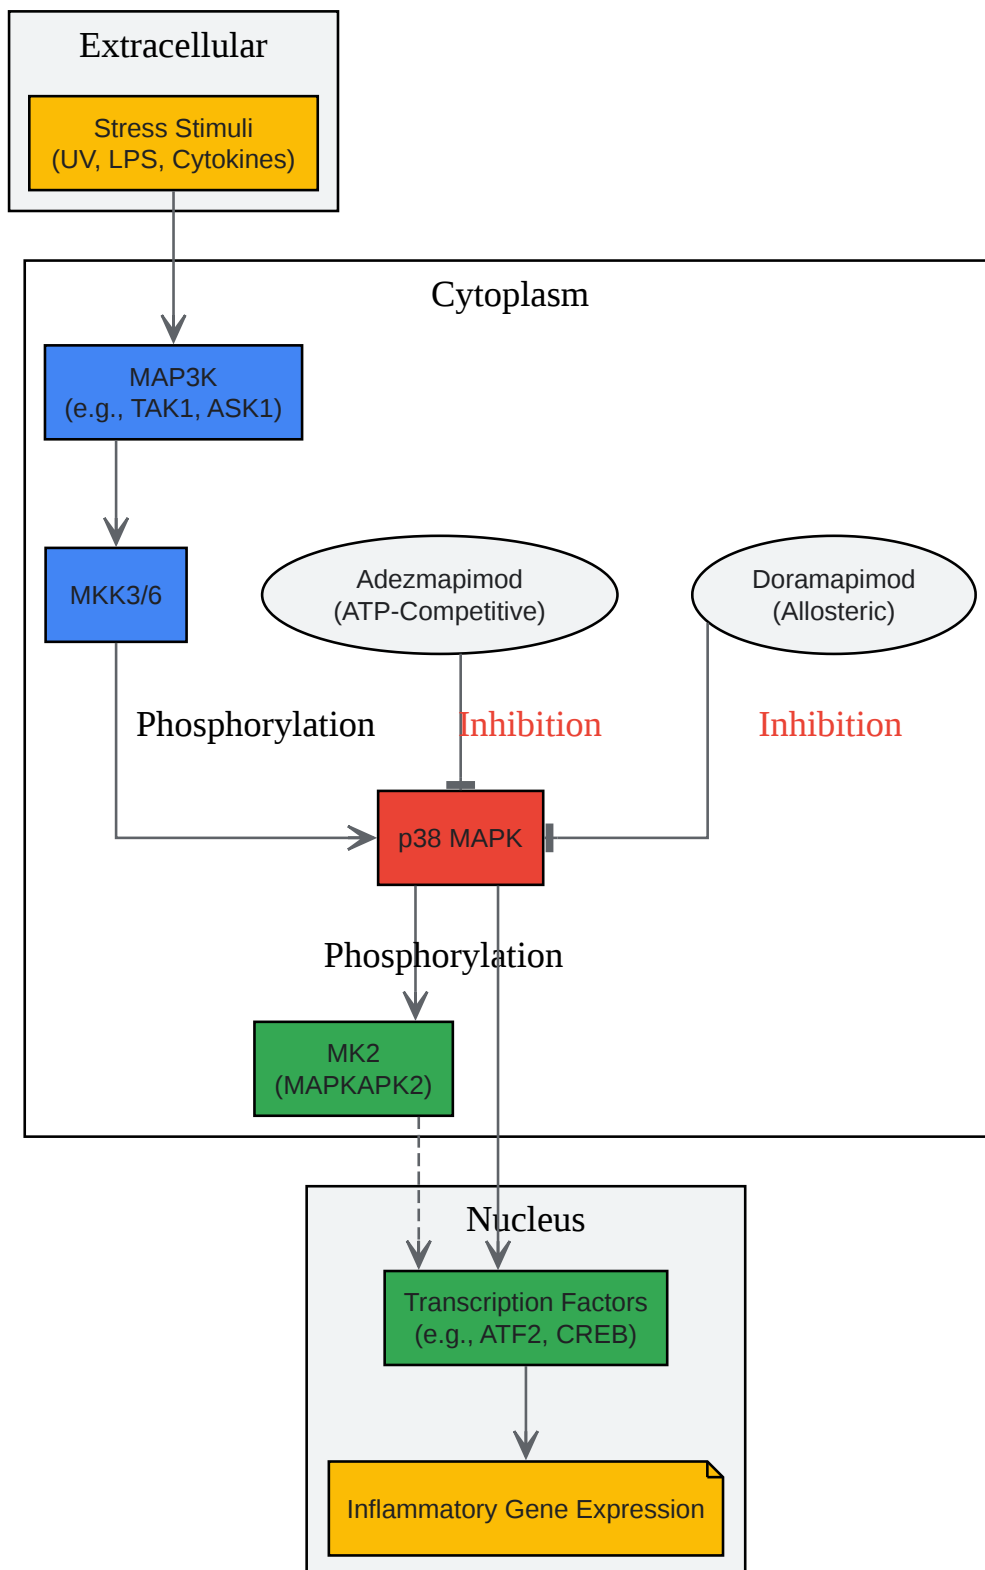 Extracellular
Stress Stimuli
(UV, LPS, Cytokines)
Cytoplasm
MAP3K
(e.g., TAK1, ASK1)
MKK3/6
Adezmapimod
(ATP-Competitive)
Doramapimod
(Allosteric)
Phosphorylation
Inhibition
Inhibition
p38 MAPK
Phosphorylation
MK2
(MAPKAPK2)
Nucleus
Transcription Factors
(e.g., ATF2, CREB)
Inflammatory Gene Expression